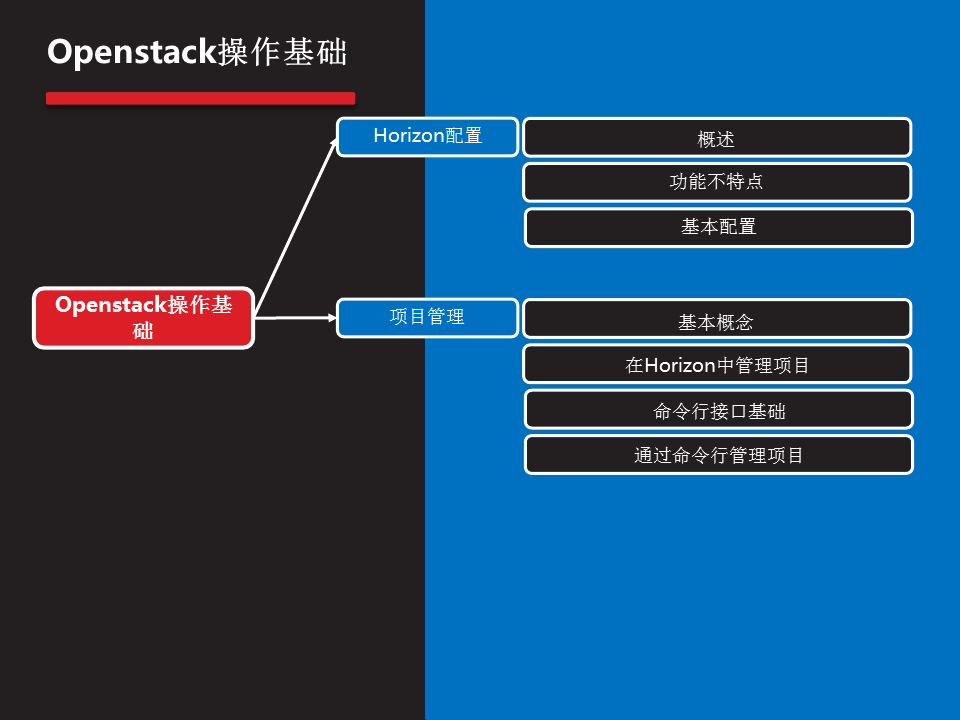 Openstack操作基础
Horizon配置
概述
功能不特点
基本配置
Openstack操作基
础
项目管理
基本概念
在Horizon中管理项目
命令行接口基础
通过命令行管理项目